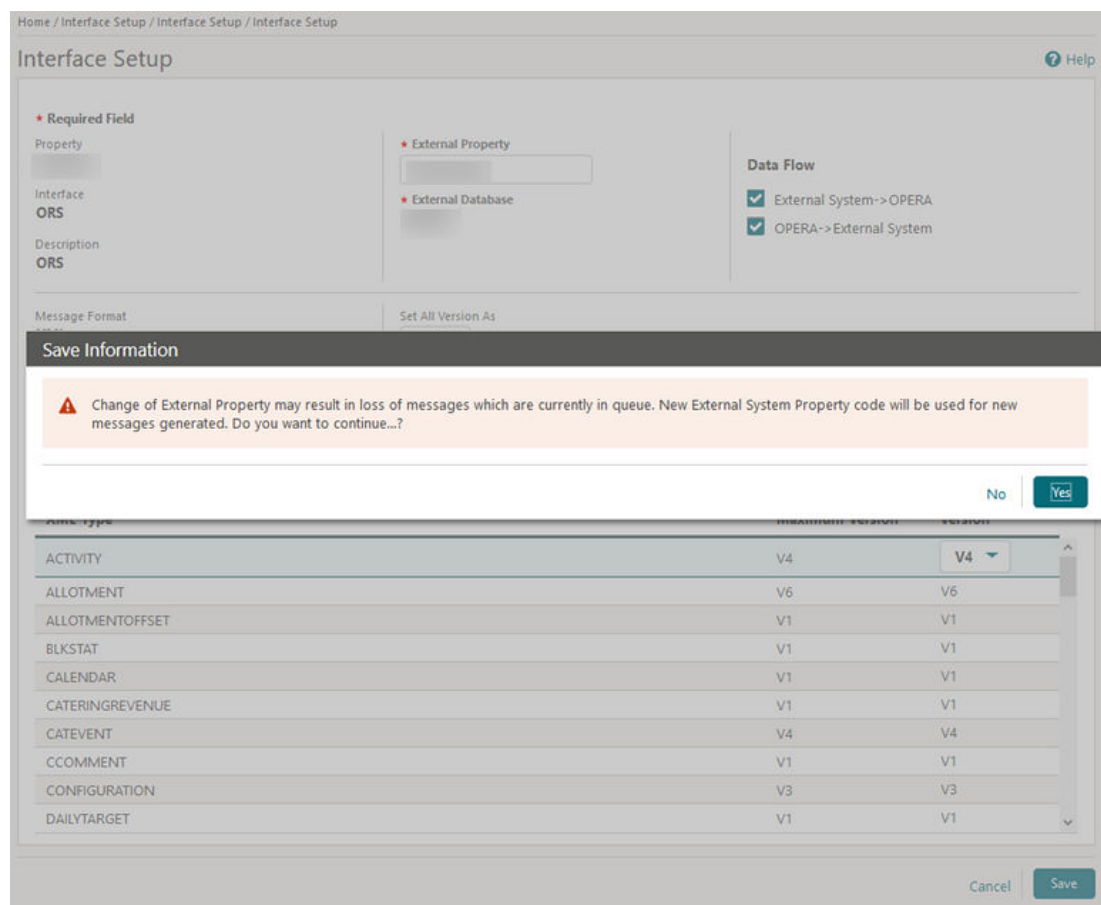 Home / Interface Setup / Interface Setup / Interface Setup
Interface Setup
Help
* Required Field
Property
* External Property
Data Flow
Interface
ORS
* External Database
External System->OPERA
OPERA->External System
Description
ORS
Message Format
Set All Version As
Save Information
Change of External Property may result in loss of messages which are currently in queue. New External System Property code will be used for new
messages generated. Do you want to continue...?
No
Yes
XML Type Maximum Version Version
ACTIVITY V4 V4
ALLOTMENT V6 V6
ALLOTMENTOFFSET V1 V1
BLKSTAT V1 V1
CALENDAR V1 V1
CATERINGREVENUE V1 V1
CATEVENT V4 V4
CCOMMENT V1 V1
CONFIGURATION V3 V3
DAILYTARGET V1 V1
Cancel
Save